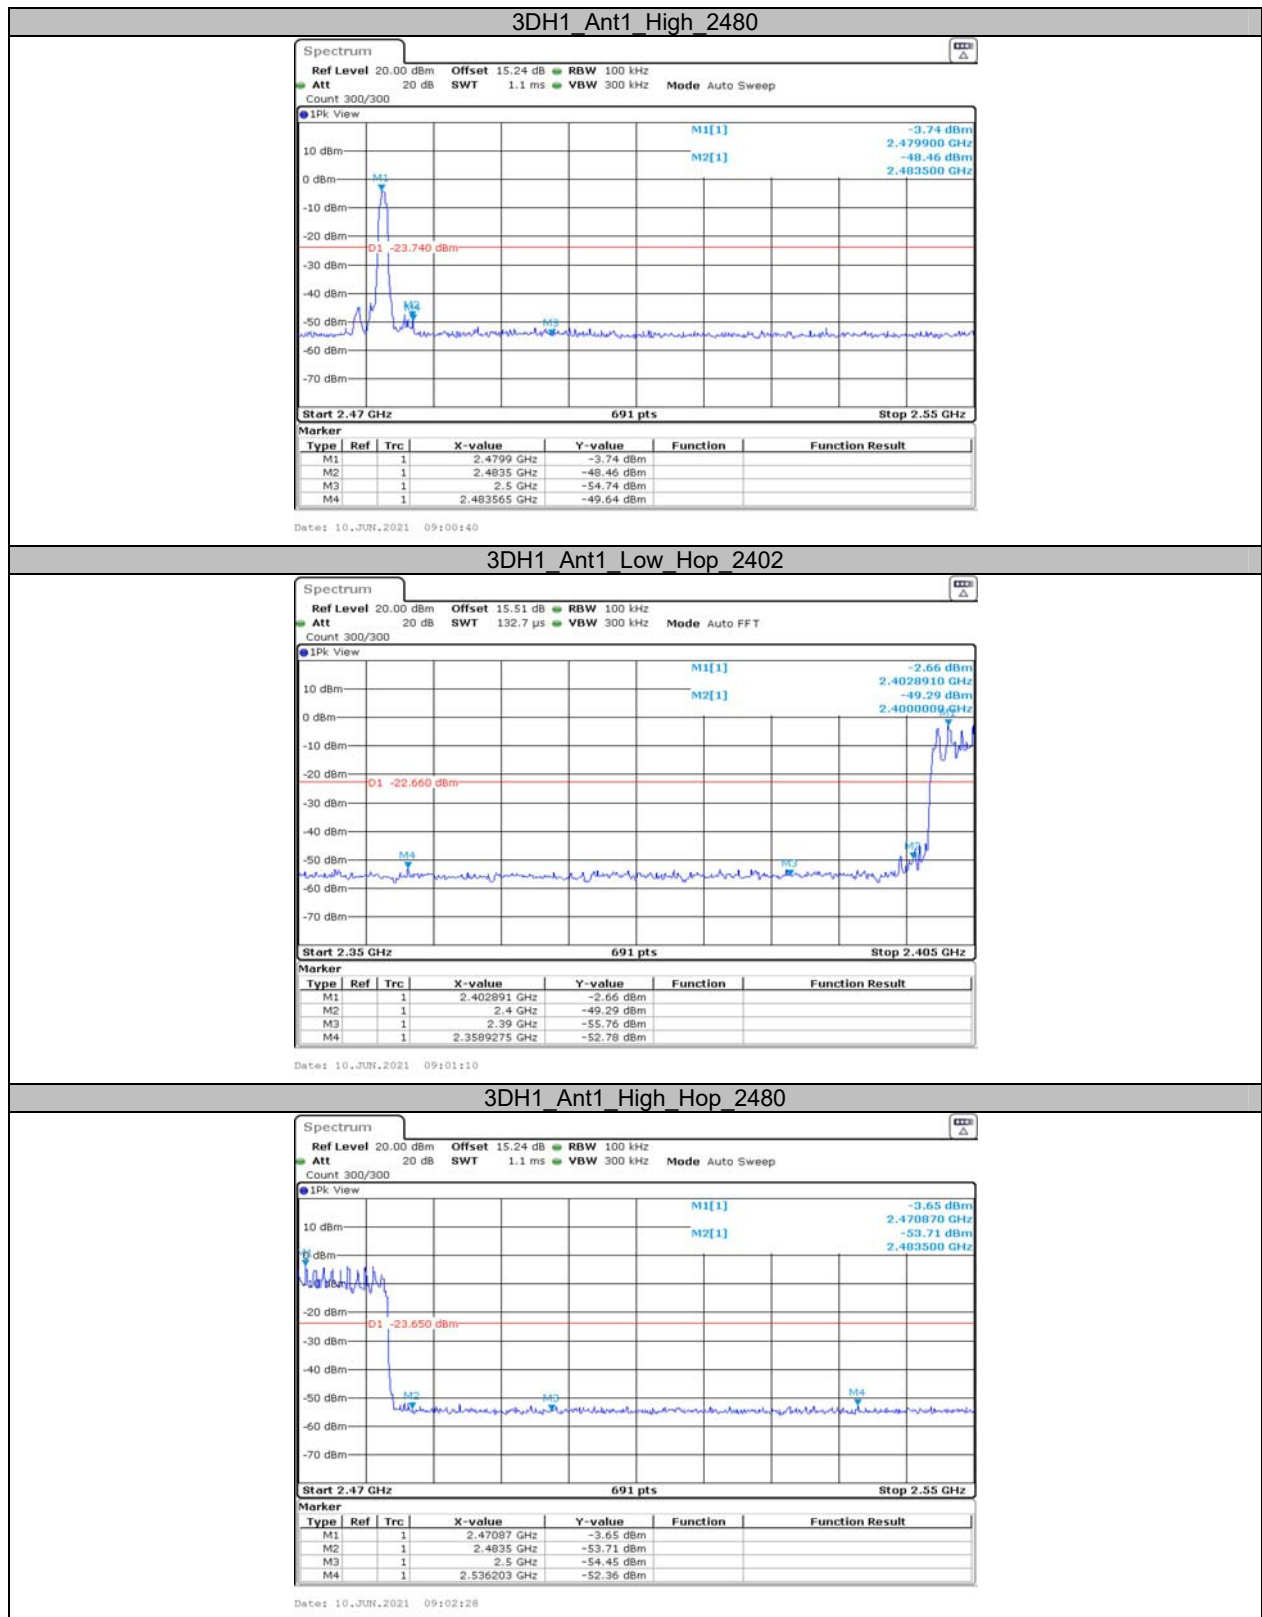 3DH1_Ant1_High_2480
Spectrum
Ref Level 20.00 dBm Offset 15.24 dB RBW 100 kHz
Att 20 dB SWT 1.1 ms VBW 300 kHz Mode Auto Sweep
Count 300/300
1Pk View
M1[1] -3.74 dBm
2.479900 GHz
M2[1] -48.46 dBm
2.483500 GHz
10 dBm
0 dBm
M1
-10 dBm
-20 dBm
D1 -23.740 dBm
-30 dBm
-40 dBm
-50 dBm
M3
-60 dBm
-70 dBm
Start 2.47 GHz 691 pts Stop 2.55 GHz
Marker
Type Ref Trc X-value Y-value Function Function Result
M1 1 2.4799 GHz -3.74 dBm
M2 1 2.4835 GHz -48.46 dBm
M3 1 2.5 GHz -54.74 dBm
M4 1 2.483565 GHz -49.64 dBm
Date: 10.JUN.2021 09:00:40
3DH1_Ant1_Low_Hop_2402
Spectrum
Ref Level 20.00 dBm Offset 15.51 dB RBW 100 kHz
Att 20 dB SWT 132.7 µs VBW 300 kHz Mode Auto FFT
Count 300/300
1Pk View
M1[1] -2.66 dBm
2.4028910 GHz
M2[1] -49.29 dBm
2.4000000 GHz
10 dBm
0 dBm
M1
-10 dBm
-20 dBm
D1 -22.660 dBm
-30 dBm
-40 dBm
M2
-50 dBm
M4
M3
-60 dBm
-70 dBm
Start 2.35 GHz 691 pts Stop 2.405 GHz
Marker
Type Ref Trc X-value Y-value Function Function Result
M1 1 2.402891 GHz -2.66 dBm
M2 1 2.4 GHz -49.29 dBm
M3 1 2.39 GHz -55.76 dBm
M4 1 2.3589275 GHz -52.78 dBm
Date: 10.JUN.2021 09:01:10
3DH1_Ant1_High_Hop_2480
Spectrum
Ref Level 20.00 dBm Offset 15.24 dB RBW 100 kHz
Att 20 dB SWT 1.1 ms VBW 300 kHz Mode Auto Sweep
Count 300/300
1Pk View
M1[1] -3.65 dBm
2.470870 GHz
M2[1] -53.71 dBm
2.483500 GHz
10 dBm
0 dBm
-10 dBm
-20 dBm
D1 -23.650 dBm
-30 dBm
-40 dBm
-50 dBm
M2
M3
M4
-60 dBm
-70 dBm
Start 2.47 GHz 691 pts Stop 2.55 GHz
Marker
Type Ref Trc X-value Y-value Function Function Result
M1 1 2.47087 GHz -3.65 dBm
M2 1 2.4835 GHz -53.71 dBm
M3 1 2.5 GHz -54.45 dBm
M4 1 2.536203 GHz -52.36 dBm
Date: 10.JUN.2021 09:02:28